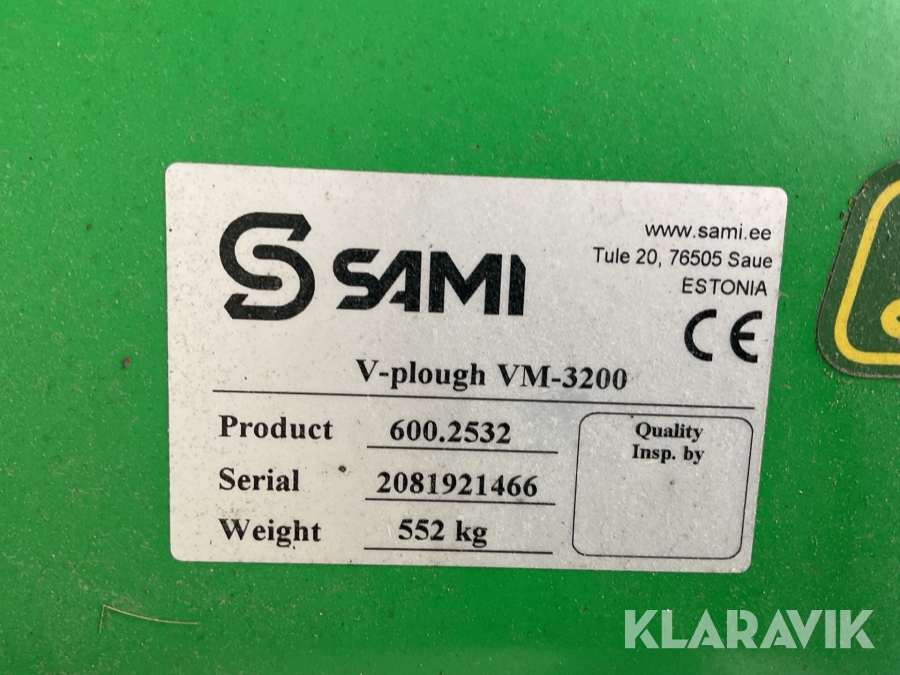 SAMI
www.sami.ee
Tule 20, 76505 Saue
ESTONIA
CE
V-plough VM-3200
Product 600.2532
Serial 2081921466
Weight 552 kg
Quality
Insp. by
KLARAVIK